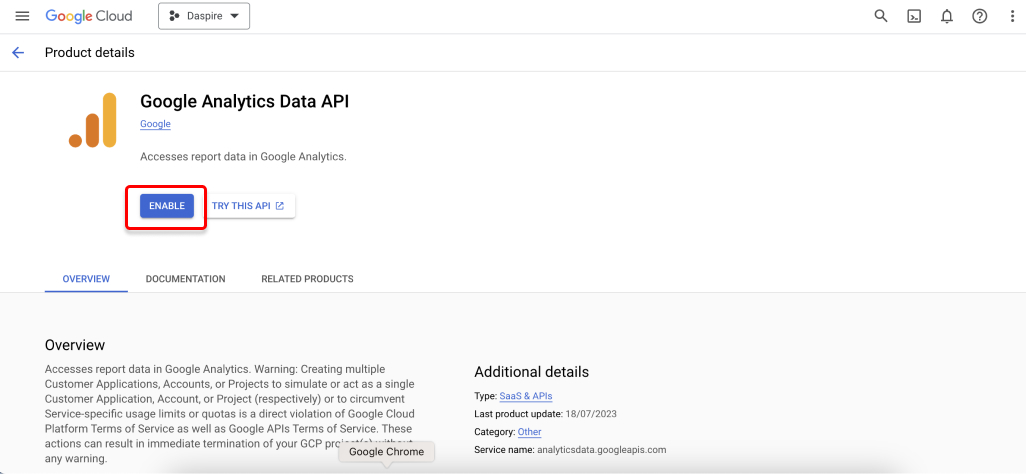 Google Cloud
Daspire
Product details
Google Analytics Data API
Google
Accesses report data in Google Analytics.
ENABLE
TRY THIS API
OVERVIEW
DOCUMENTATION
RELATED PRODUCTS
Overview
Accesses report data in Google Analytics. Warning: Creating multiple
Customer Applications, Accounts, or Projects to simulate or act as a single
Customer Application, Account, or Project (respectively) or to circumvent
Service-specific usage limits or quotas is a direct violation of Google Cloud
Platform Terms of Service as well as Google APIs Terms of Service. These
actions can result in immediate termination of your GCP project(s) without
any warning.
Additional details
Type: SaaS & APIs
Last product update: 18/07/2023
Category: Other
Service name: analyticsdata.googleapis.com
Google Chrome